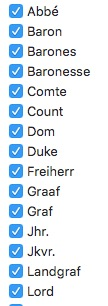 Abbé
Baron
Barones
Baronesse
Comte
Count
Dom
Duke
Freiherr
Graaf
Graf
Jhr.
Jkvr.
Landgraf
Lord